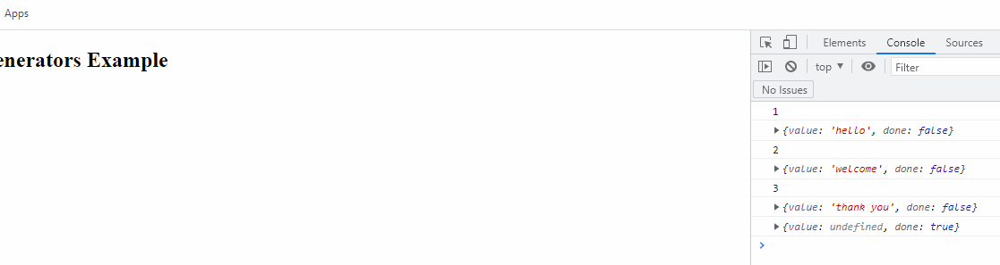 Apps
enerators Example
Elements Console Sources
top ▼ Filter
No Issues
1
▶ {value: 'hello', done: false}
2
▶ {value: 'welcome', done: false}
3
▶ {value: 'thank you', done: false}
▶ {value: undefined, done: true}
>